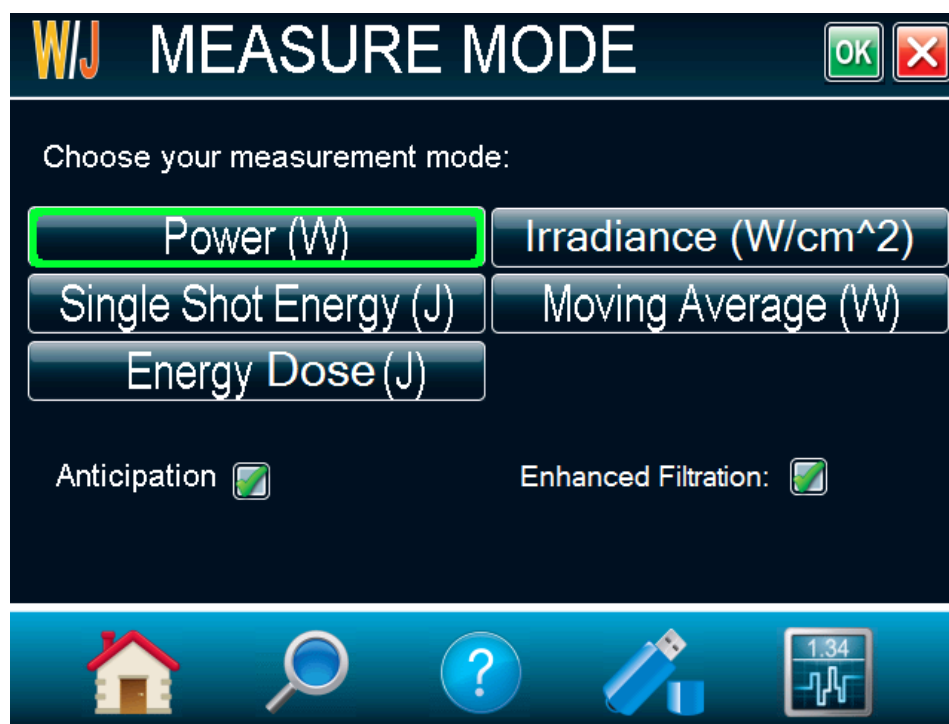 W/J MEASURE MODE OK
Choose your measurement mode:
Power (W) Irradiance (W/cm^2)
Single Shot Energy (J) Moving Average (W)
Energy Dose (J)
Anticipation Enhanced Filtration:
? 1.34